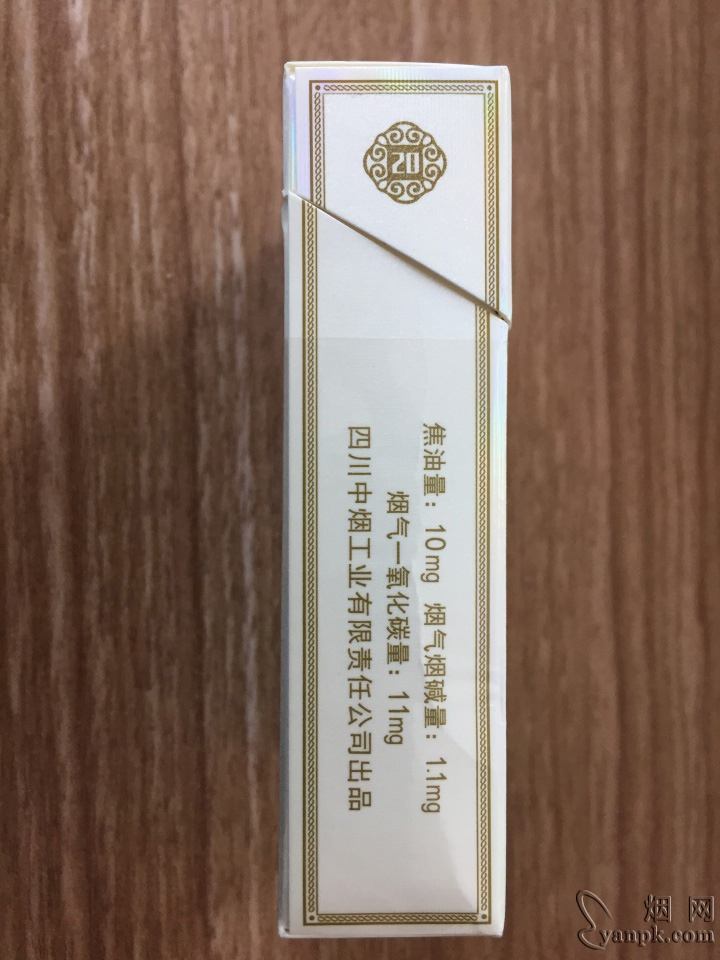 20
焦油量：10mg 烟气烟碱量：1.1mg
烟气一氧化碳量：11mg
四川中烟工业有限责任公司出品
烟网
yanpk.com